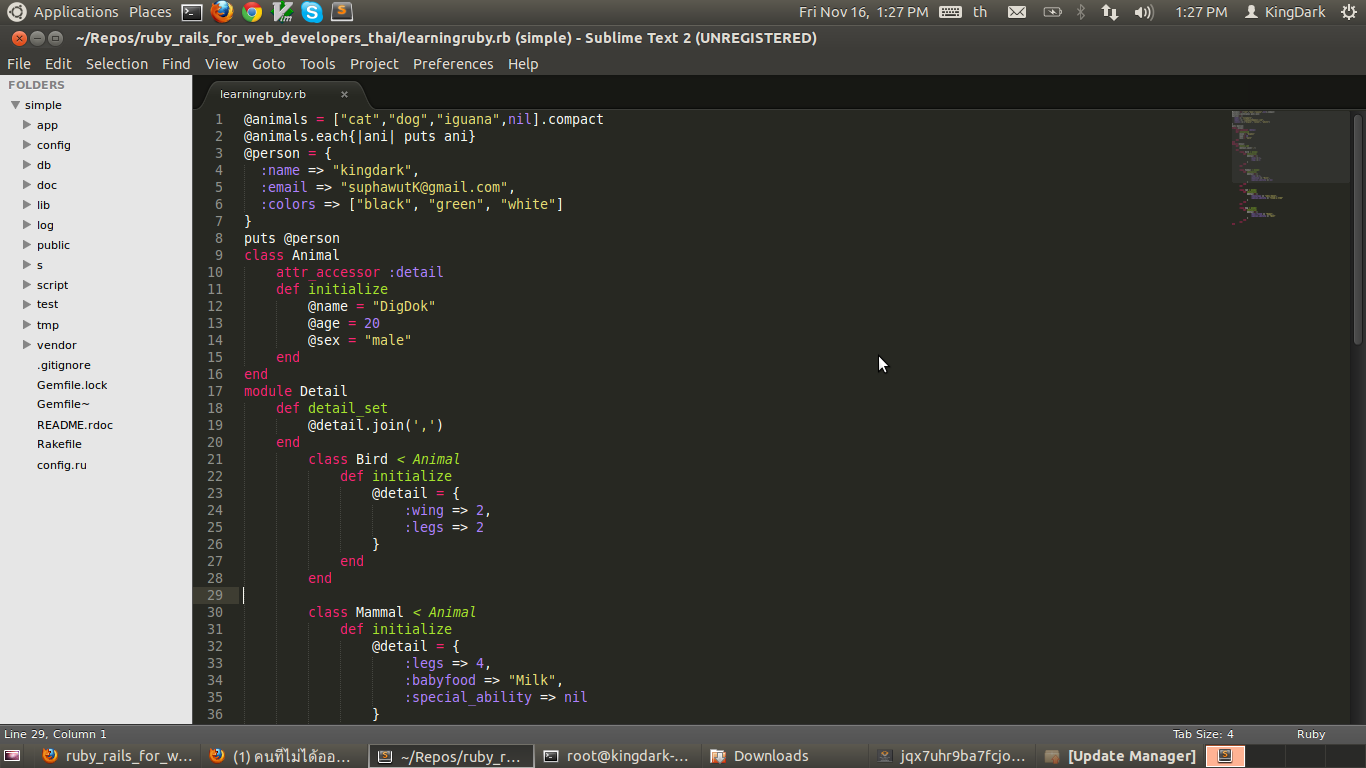 Applications Places Fri Nov 16, 1:27 PM th 1:27 PM KingDark
~/Repos/ruby_rails_for_web_developers_thai/learningruby.rb (simple) - Sublime Text 2 (UNREGISTERED)
File Edit Selection Find View Goto Tools Project Preferences Help
FOLDERS
simple
app
config
db
doc
lib
log
public
s
script
test
tmp
vendor
.gitignore
Gemfile.lock
Gemfile~
README.rdoc
Rakefile
config.ru
learningruby.rb ×
1 @animals = ["cat","dog","iguana",nil].compact
2 @animals.each{|ani| puts ani}
3 @person = {
4 :name => "kingdark",
5 :email => "suphawutK@gmail.com",
6 :colors => ["black", "green", "white"]
7 }
8 puts @person
9 class Animal
10 attr_accessor :detail
11 def initialize
12 @name = "DigDok"
13 @age = 20
14 @sex = "male"
15 end
16 end
17 module Detail
18 def detail_set
19 @detail.join(',')
20 end
21 class Bird < Animal
22 def initialize
23 @detail = {
24 :wing => 2,
25 :legs => 2
26 }
27 end
28 end
29
30 class Mammal < Animal
31 def initialize
32 @detail = {
33 :legs => 4,
34 :babyfood => "Milk",
35 :special_ability => nil
36 }
Line 29, Column 1 Tab Size: 4 Ruby
ruby_rails_for_w... (1) คนที่ไม่ได้ออ... ~/Repos/ruby_r... root@kingdark-... Downloads jqx7uhr9ba7fcjo... [Update Manager]